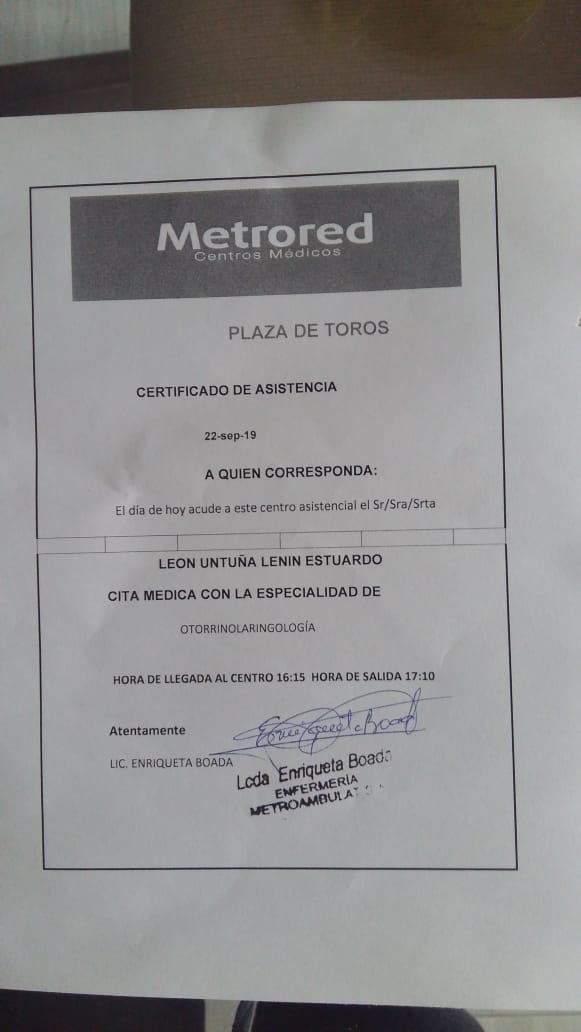 Metrored
Centros Médicos
PLAZA DE TOROS
CERTIFICADO DE ASISTENCIA
22-sep-19
A QUIEN CORRESPONDA:
El día de hoy acude a este centro asistencial el Sr/Sra/Srta
LEON UNTUÑA LENIN ESTUARDO
CITA MEDICA CON LA ESPECIALIDAD DE
OTORRINOLARINGOLOGÍA
HORA DE LLEGADA AL CENTRO 16:15 HORA DE SALIDA 17:10
Enriqueta Boada
Atentamente
LIC. ENRIQUETA BOADA
Lcda Enriqueta Boada
ENFERMERÍA